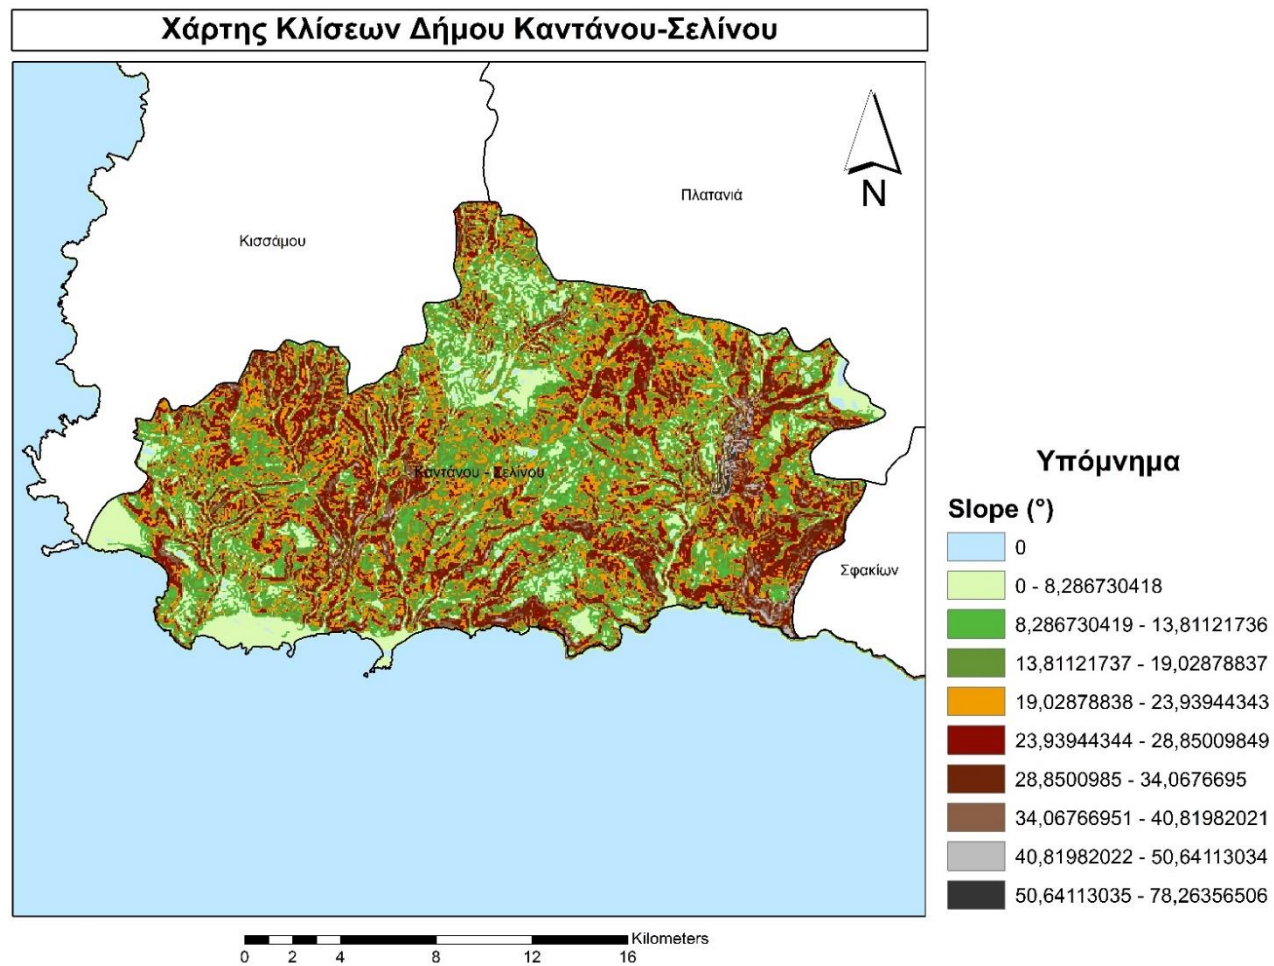 Χάρτης Κλίσεων Δήμου Καντάνου-Σελίνου
N
Πλατανιά
Κισσάμου
Καντάνου - Σελίνου
Σφακίων
Υπόμνημα
Slope (°)
0
0 - 8,286730418
8,286730419 - 13,81121736
13,81121737 - 19,02878837
19,02878838 - 23,93944343
23,93944344 - 28,85009849
28,8500985 - 34,0676695
34,06766951 - 40,81982021
40,81982022 - 50,64113034
50,64113035 - 78,26356506
Kilometers
0 2 4 8 12 16